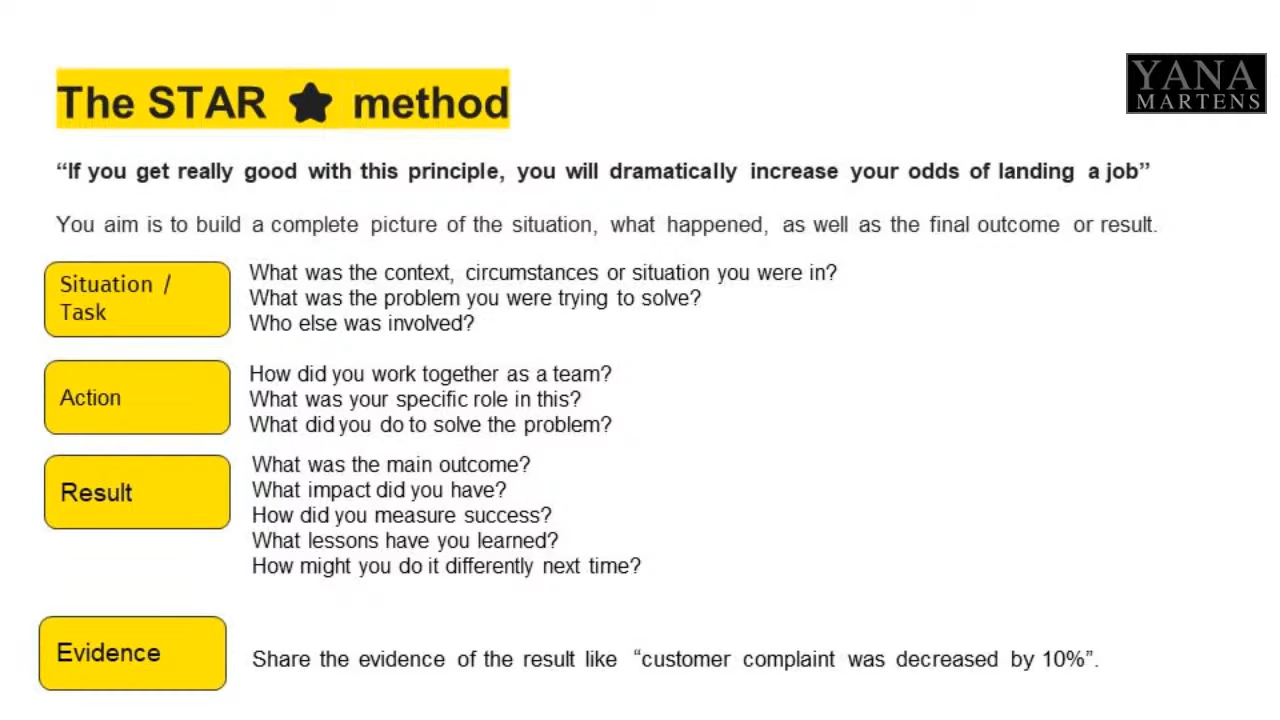 The STAR method
YANA
MARTENS
“If you get really good with this principle, you will dramatically increase your odds of landing a job”
You aim is to build a complete picture of the situation, what happened, as well as the final outcome or result.
Situation /
Task
What was the context, circumstances or situation you were in?
What was the problem you were trying to solve?
Who else was involved?
Action
How did you work together as a team?
What was your specific role in this?
What did you do to solve the problem?
Result
What was the main outcome?
What impact did you have?
How did you measure success?
What lessons have you learned?
How might you do it differently next time?
Evidence
Share the evidence of the result like “customer complaint was decreased by 10%”.